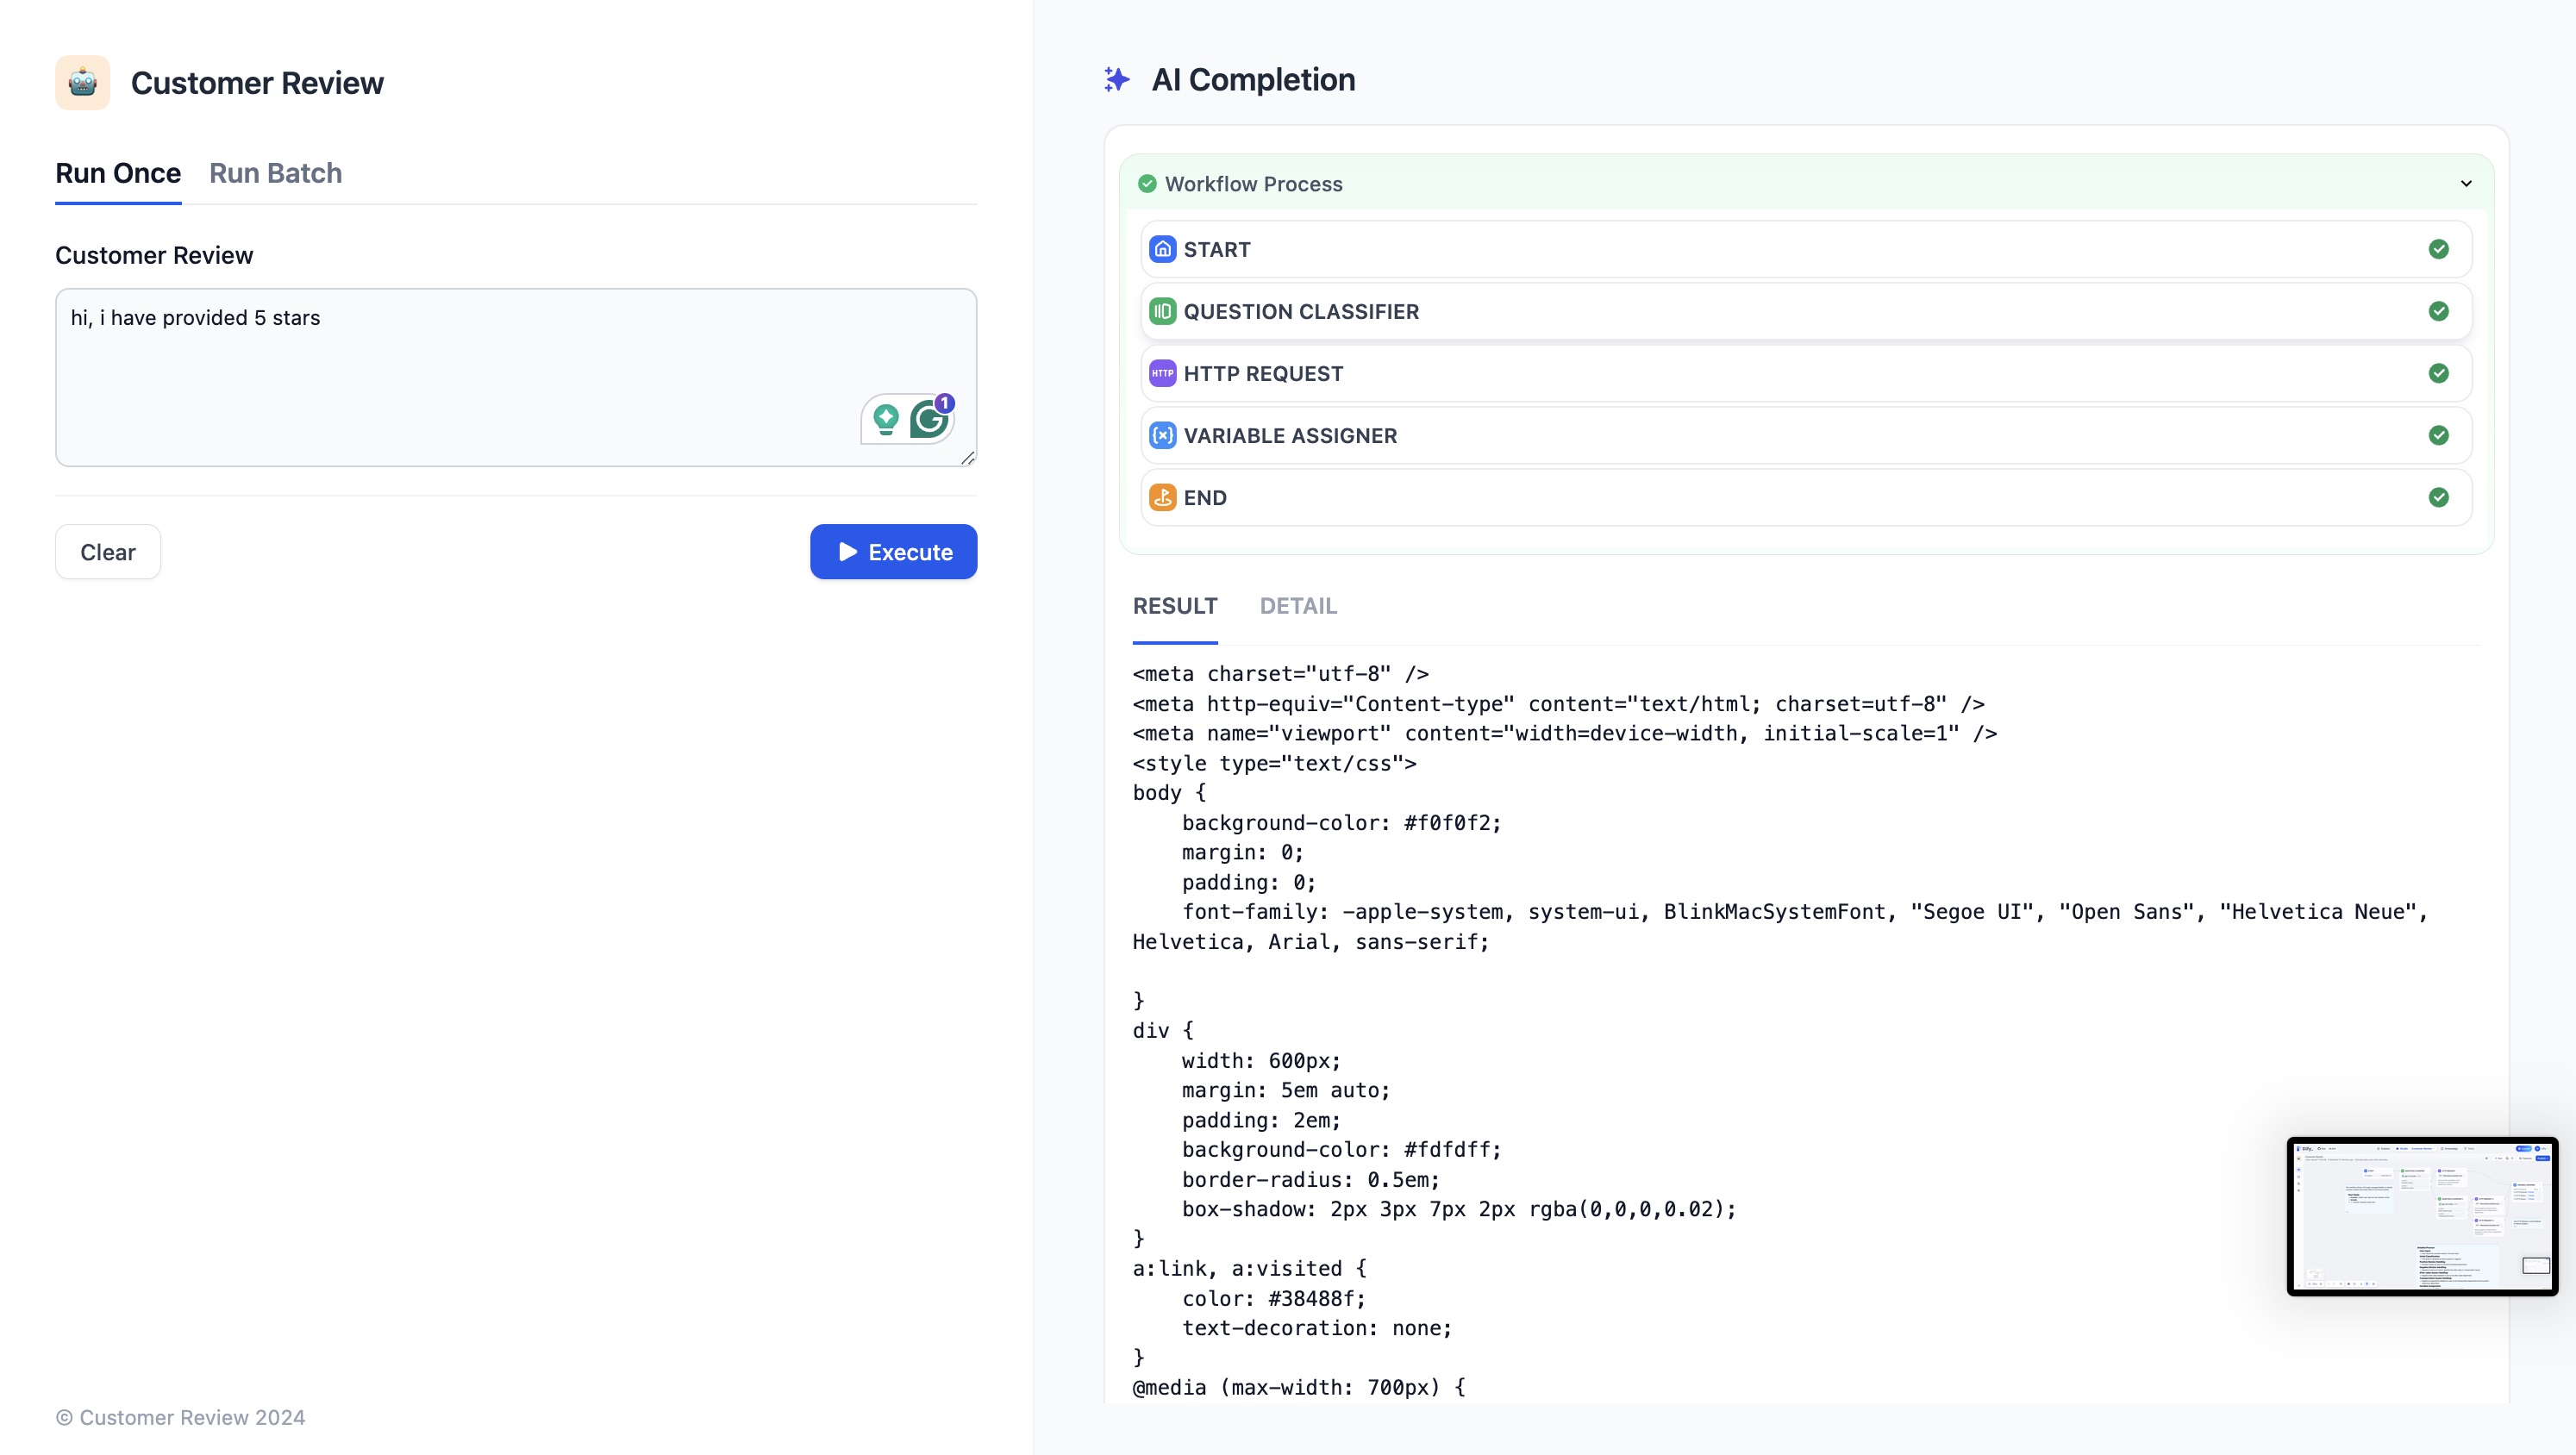 Customer Review
Run Once Run Batch
Customer Review
hi, i have provided 5 stars
1
Clear
Execute
© Customer Review 2024
AI Completion
Workflow Process
START
QUESTION CLASSIFIER
HTTP HTTP REQUEST
VARIABLE ASSIGNER
END
RESULT DETAIL
<meta charset="utf-8" />
<meta http-equiv="Content-type" content="text/html; charset=utf-8" />
<meta name="viewport" content="width=device-width, initial-scale=1" />
<style type="text/css">
body {
    background-color: #f0f0f2;
    margin: 0;
    padding: 0;
    font-family: -apple-system, system-ui, BlinkMacSystemFont, "Segoe UI", "Open Sans", "Helvetica Neue",
Helvetica, Arial, sans-serif;
}
div {
    width: 600px;
    margin: 5em auto;
    padding: 2em;
    background-color: #fdfdff;
    border-radius: 0.5em;
    box-shadow: 2px 3px 7px 2px rgba(0,0,0,0.02);
}
a:link, a:visited {
    color: #38488f;
    text-decoration: none;
}
@media (max-width: 700px) {